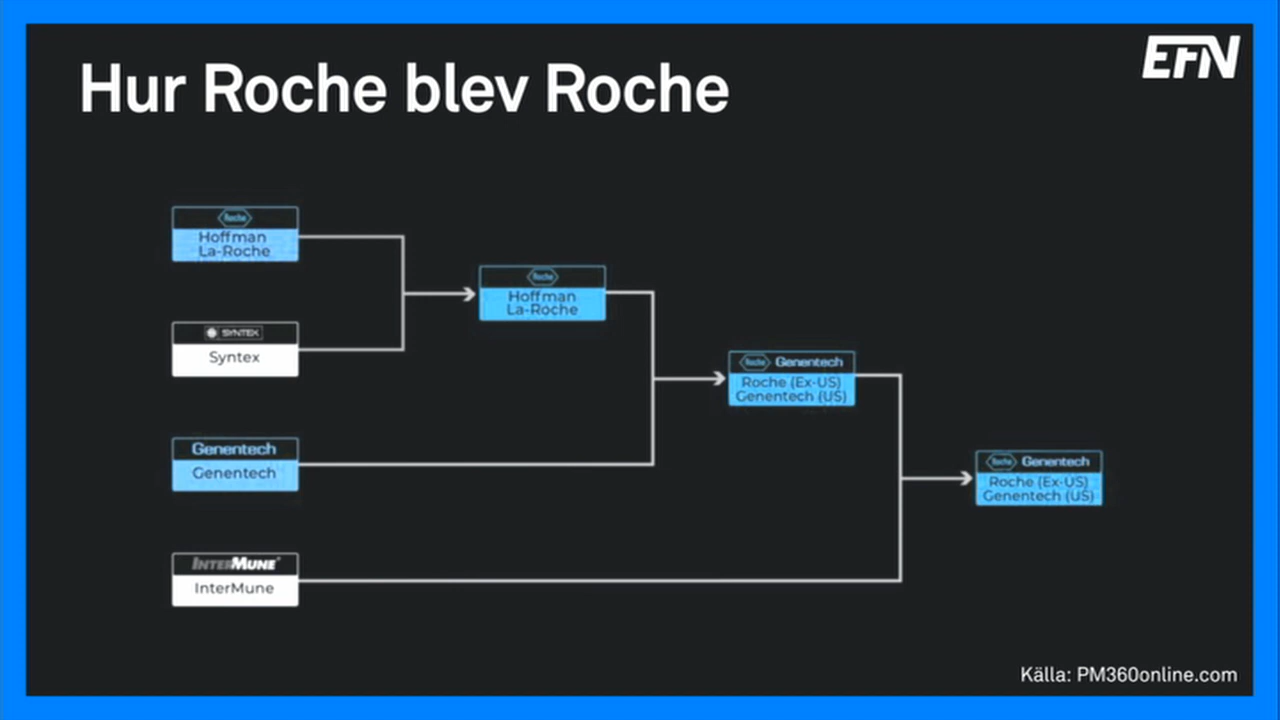 EFN
Hur Roche blev Roche
Roche
Hoffman
La-Roche
SYNTEX
Syntex
Genentech
Genentech
INTERMUNE
InterMune
Roche
Hoffman
La-Roche
Roche Genentech
Roche (Ex-US)
Genentech (US)
Roche Genentech
Roche (Ex-US)
Genentech (US)
Källa: PM360online.com